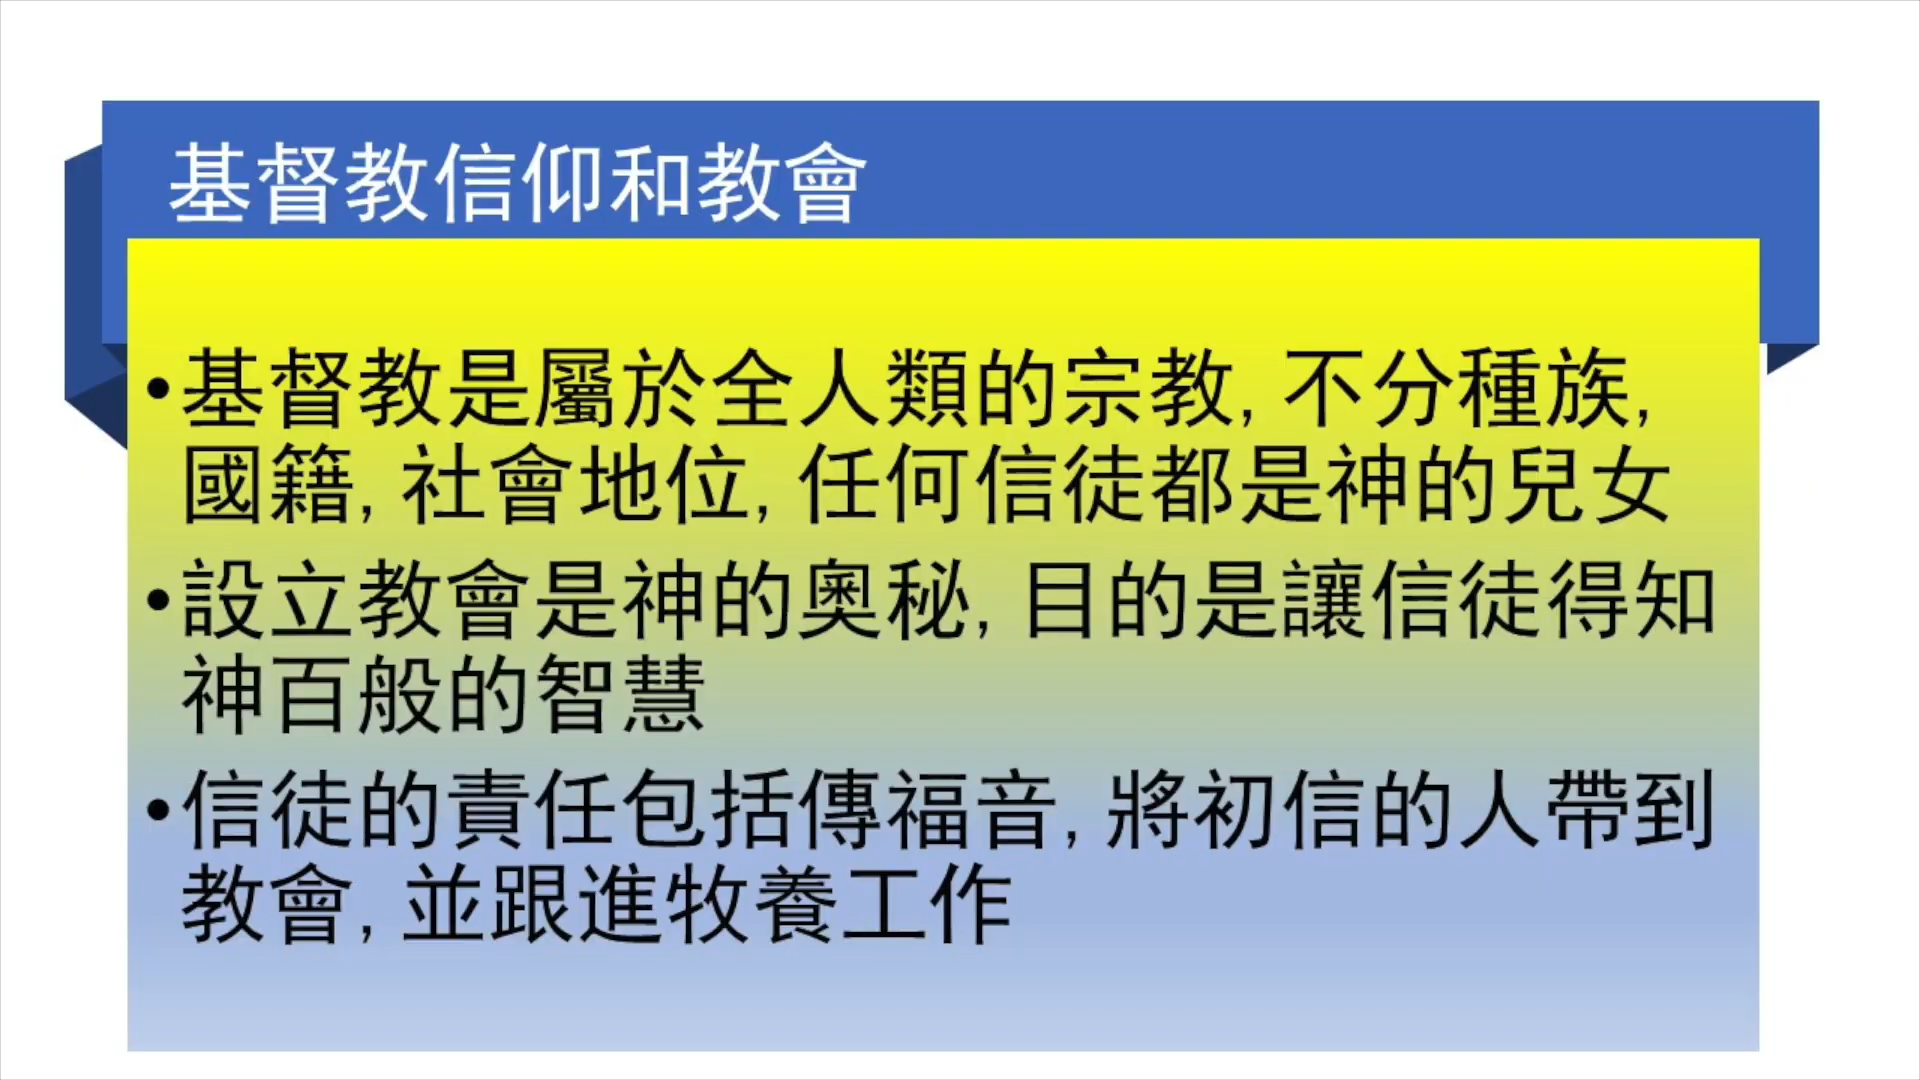 基督教信仰和教會
•基督教是屬於全人類的宗教, 不分種族,
國籍, 社會地位, 任何信徒都是神的兒女
•設立教會是神的奧秘, 目的是讓信徒得知
神百般的智慧
•信徒的責任包括傳福音, 將初信的人帶到
教會, 並跟進牧養工作